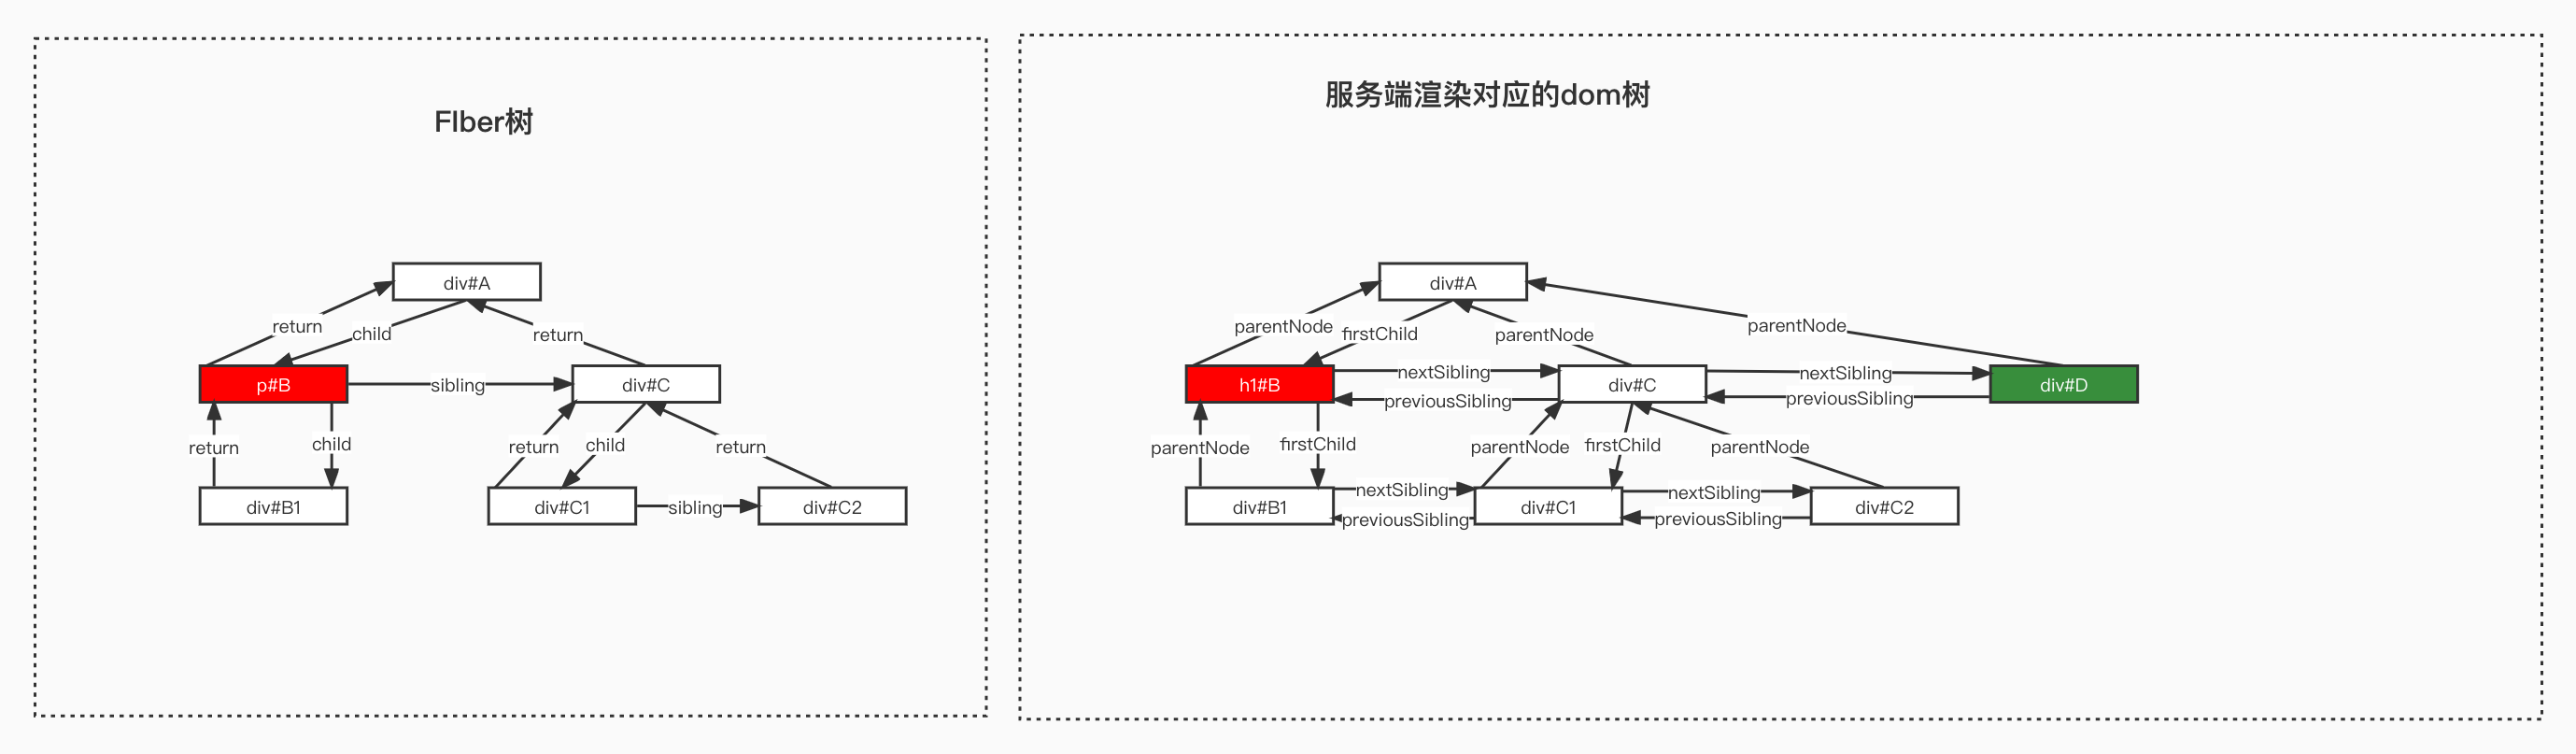 FIber树
div#A
return
child
return
p#B
sibling
div#C
return
child
return
child
return
div#B1
div#C1
sibling
div#C2
服务端渲染对应的dom树
div#A
parentNode
firstChild
parentNode
parentNode
h1#B
nextSibling
previousSibling
div#C
nextSibling
previousSibling
div#D
parentNode
firstChild
parentNode
firstChild
parentNode
div#B1
nextSibling
previousSibling
div#C1
nextSibling
previousSibling
div#C2